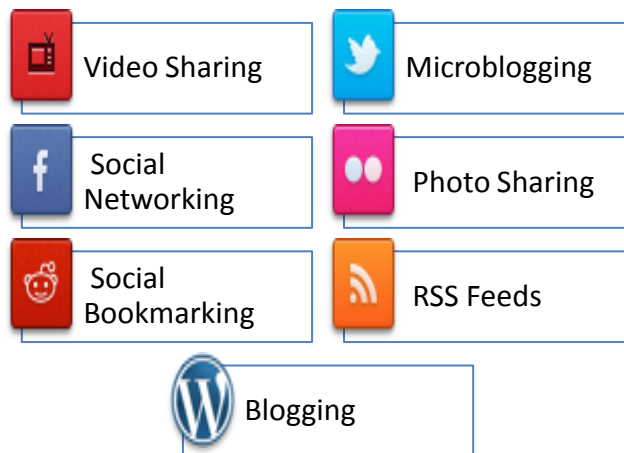 Video Sharing
Microblogging
Social
Networking
Photo Sharing
Social
Bookmarking
RSS Feeds
Blogging